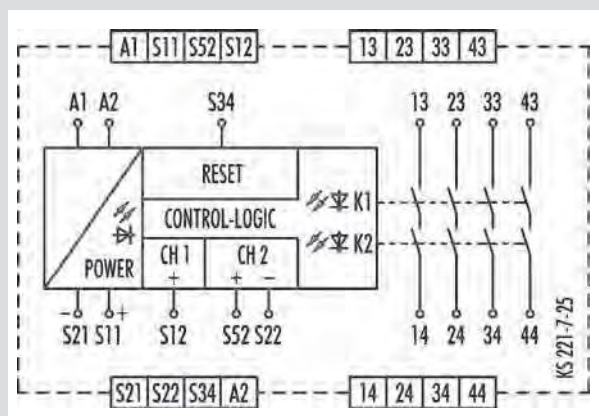 A1 S11 S52 S12 13 23 33 43
A1 A2 S34 13 23 33 43
RESET
CONTROL-LOGIC K1
POWER CH 1 CH 2 K2
+ + −
− +
S21 S11 S12 S52 S22 14 24 34 44
S21 S22 S34 A2 14 24 34 44
KS 221-7-25